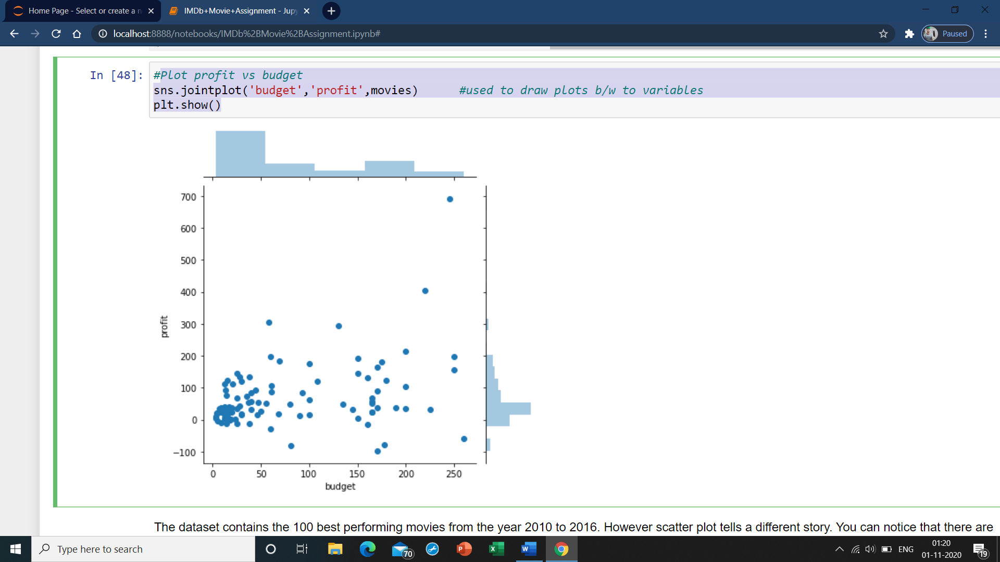 Home Page - Select or create a n
IMDb+Movie+Assignment - Jupy
localhost:8888/notebooks/IMDb%2BMovie%2BAssignment.ipynb#
Paused
In [48]:
#Plot profit vs budget
sns.jointplot('budget','profit',movies) #used to draw plots b/w to variables
plt.show()
700
600
500
400
300
200
100
0
−100
profit
0 50 100 150 200 250
budget
The dataset contains the 100 best performing movies from the year 2010 to 2016. However scatter plot tells a different story. You can notice that there are
Type here to search
70
ENG
01:20
01-11-2020
19